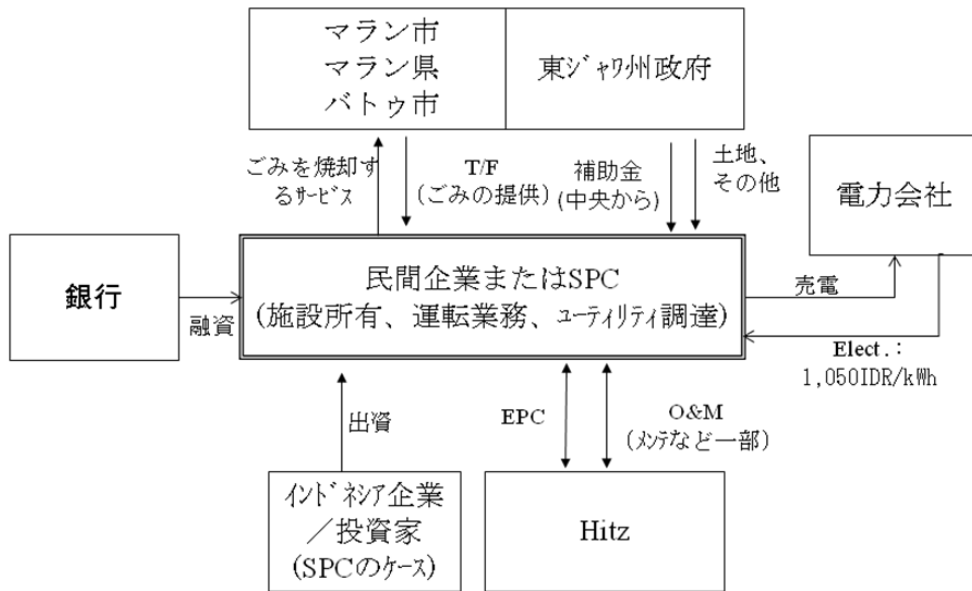 マラン市
マラン県
バトゥ市
東ｼﾞｬﾜ州政府
ごみを焼却す
るｻｰﾋﾞｽ
T/F
(ごみの提供)
補助金
(中央から)
土地、
その他
電力会社
銀行
融資
民間企業またはSPC
(施設所有、運転業務、ﾕｰﾃｨﾘﾃｨ調達)
売電
Elect.：
1,050IDR/kWh
出資
EPC
O&M
(ﾒﾝﾃなど一部)
ｲﾝﾄﾞﾈｼｱ企業
／投資家
(SPCのｹｰｽ)
Hitz